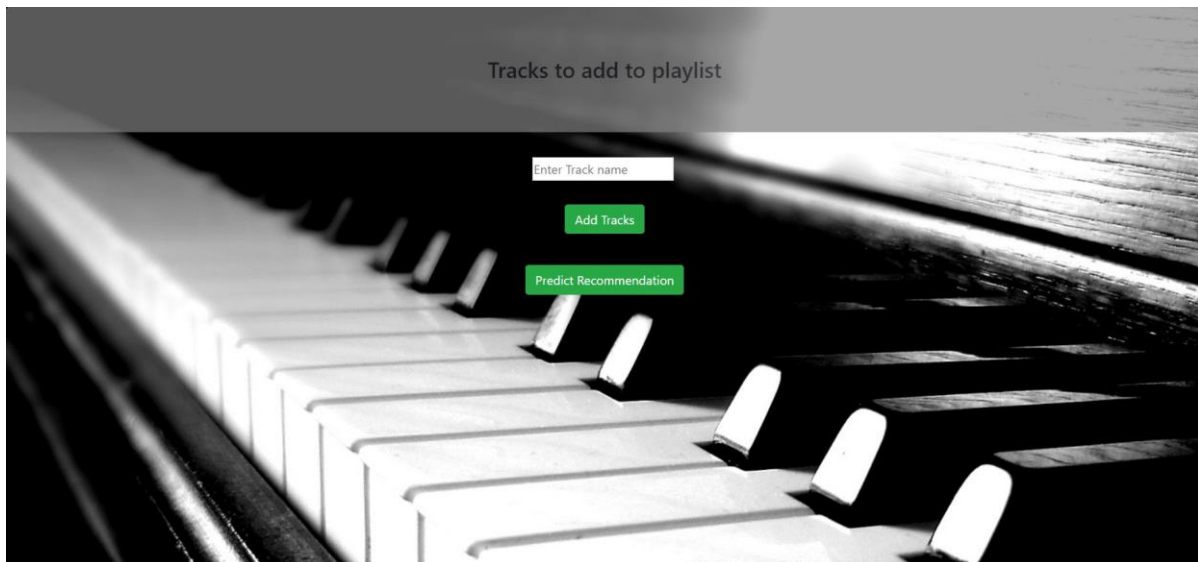 Tracks to add to playlist
Enter Track name
Add Tracks
Predict Recommendation